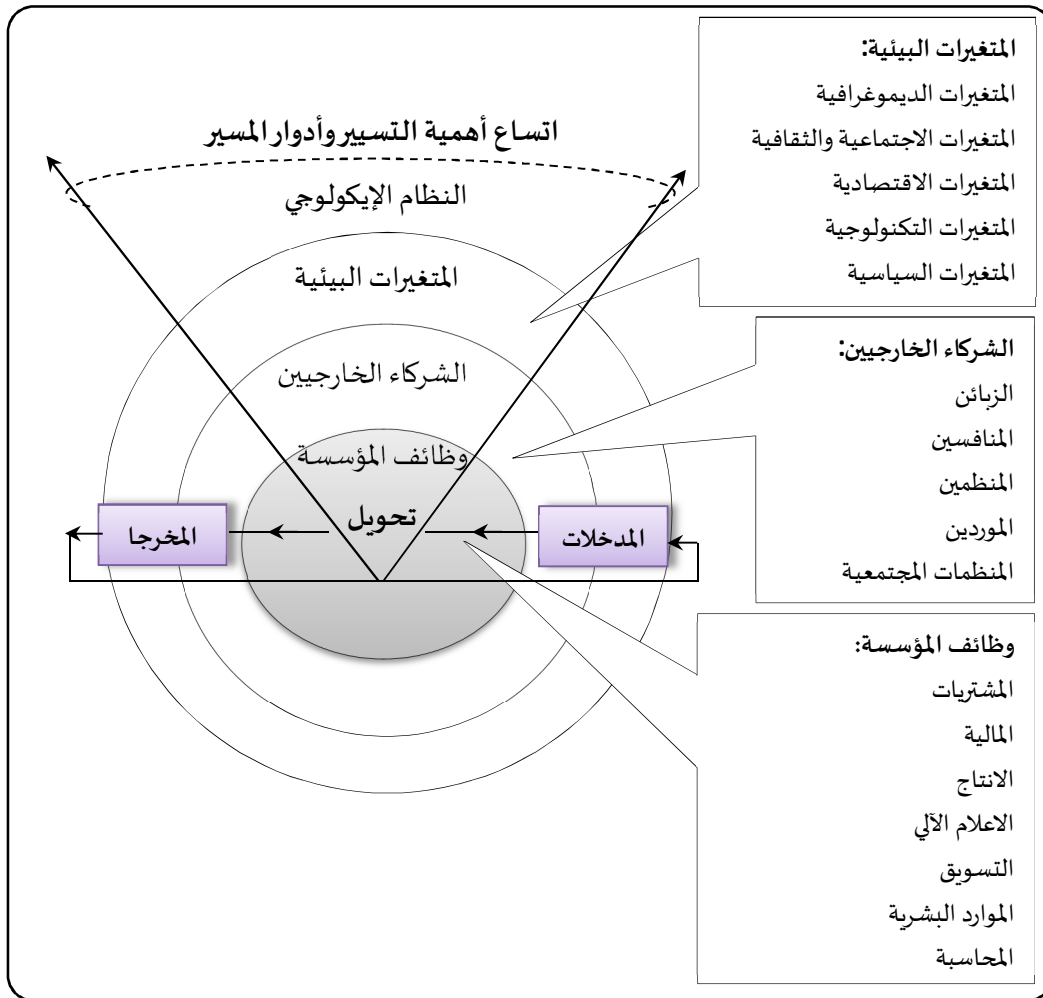 المتغيرات البيئية:
المتغيرات الديموغرافية
المتغيرات الاجتماعية والثقافية
المتغيرات الاقتصادية
المتغيرات التكنولوجية
المتغيرات السياسية
اتساع أهمية التسيير وأدوار المسير
النظام الإيكولوجي
المتغيرات البيئية
الشركاء الخارجيين
وظائف المؤسسة
المدخلات
تحويل
المخرجا
الشركاء الخارجيين:
الزبائن
المنافسين
المنظمين
الموردين
المنظمات المجتمعية
وظائف المؤسسة:
المشتريات
المالية
الانتاج
الاعلام الآلي
التسويق
الموارد البشرية
المحاسبة